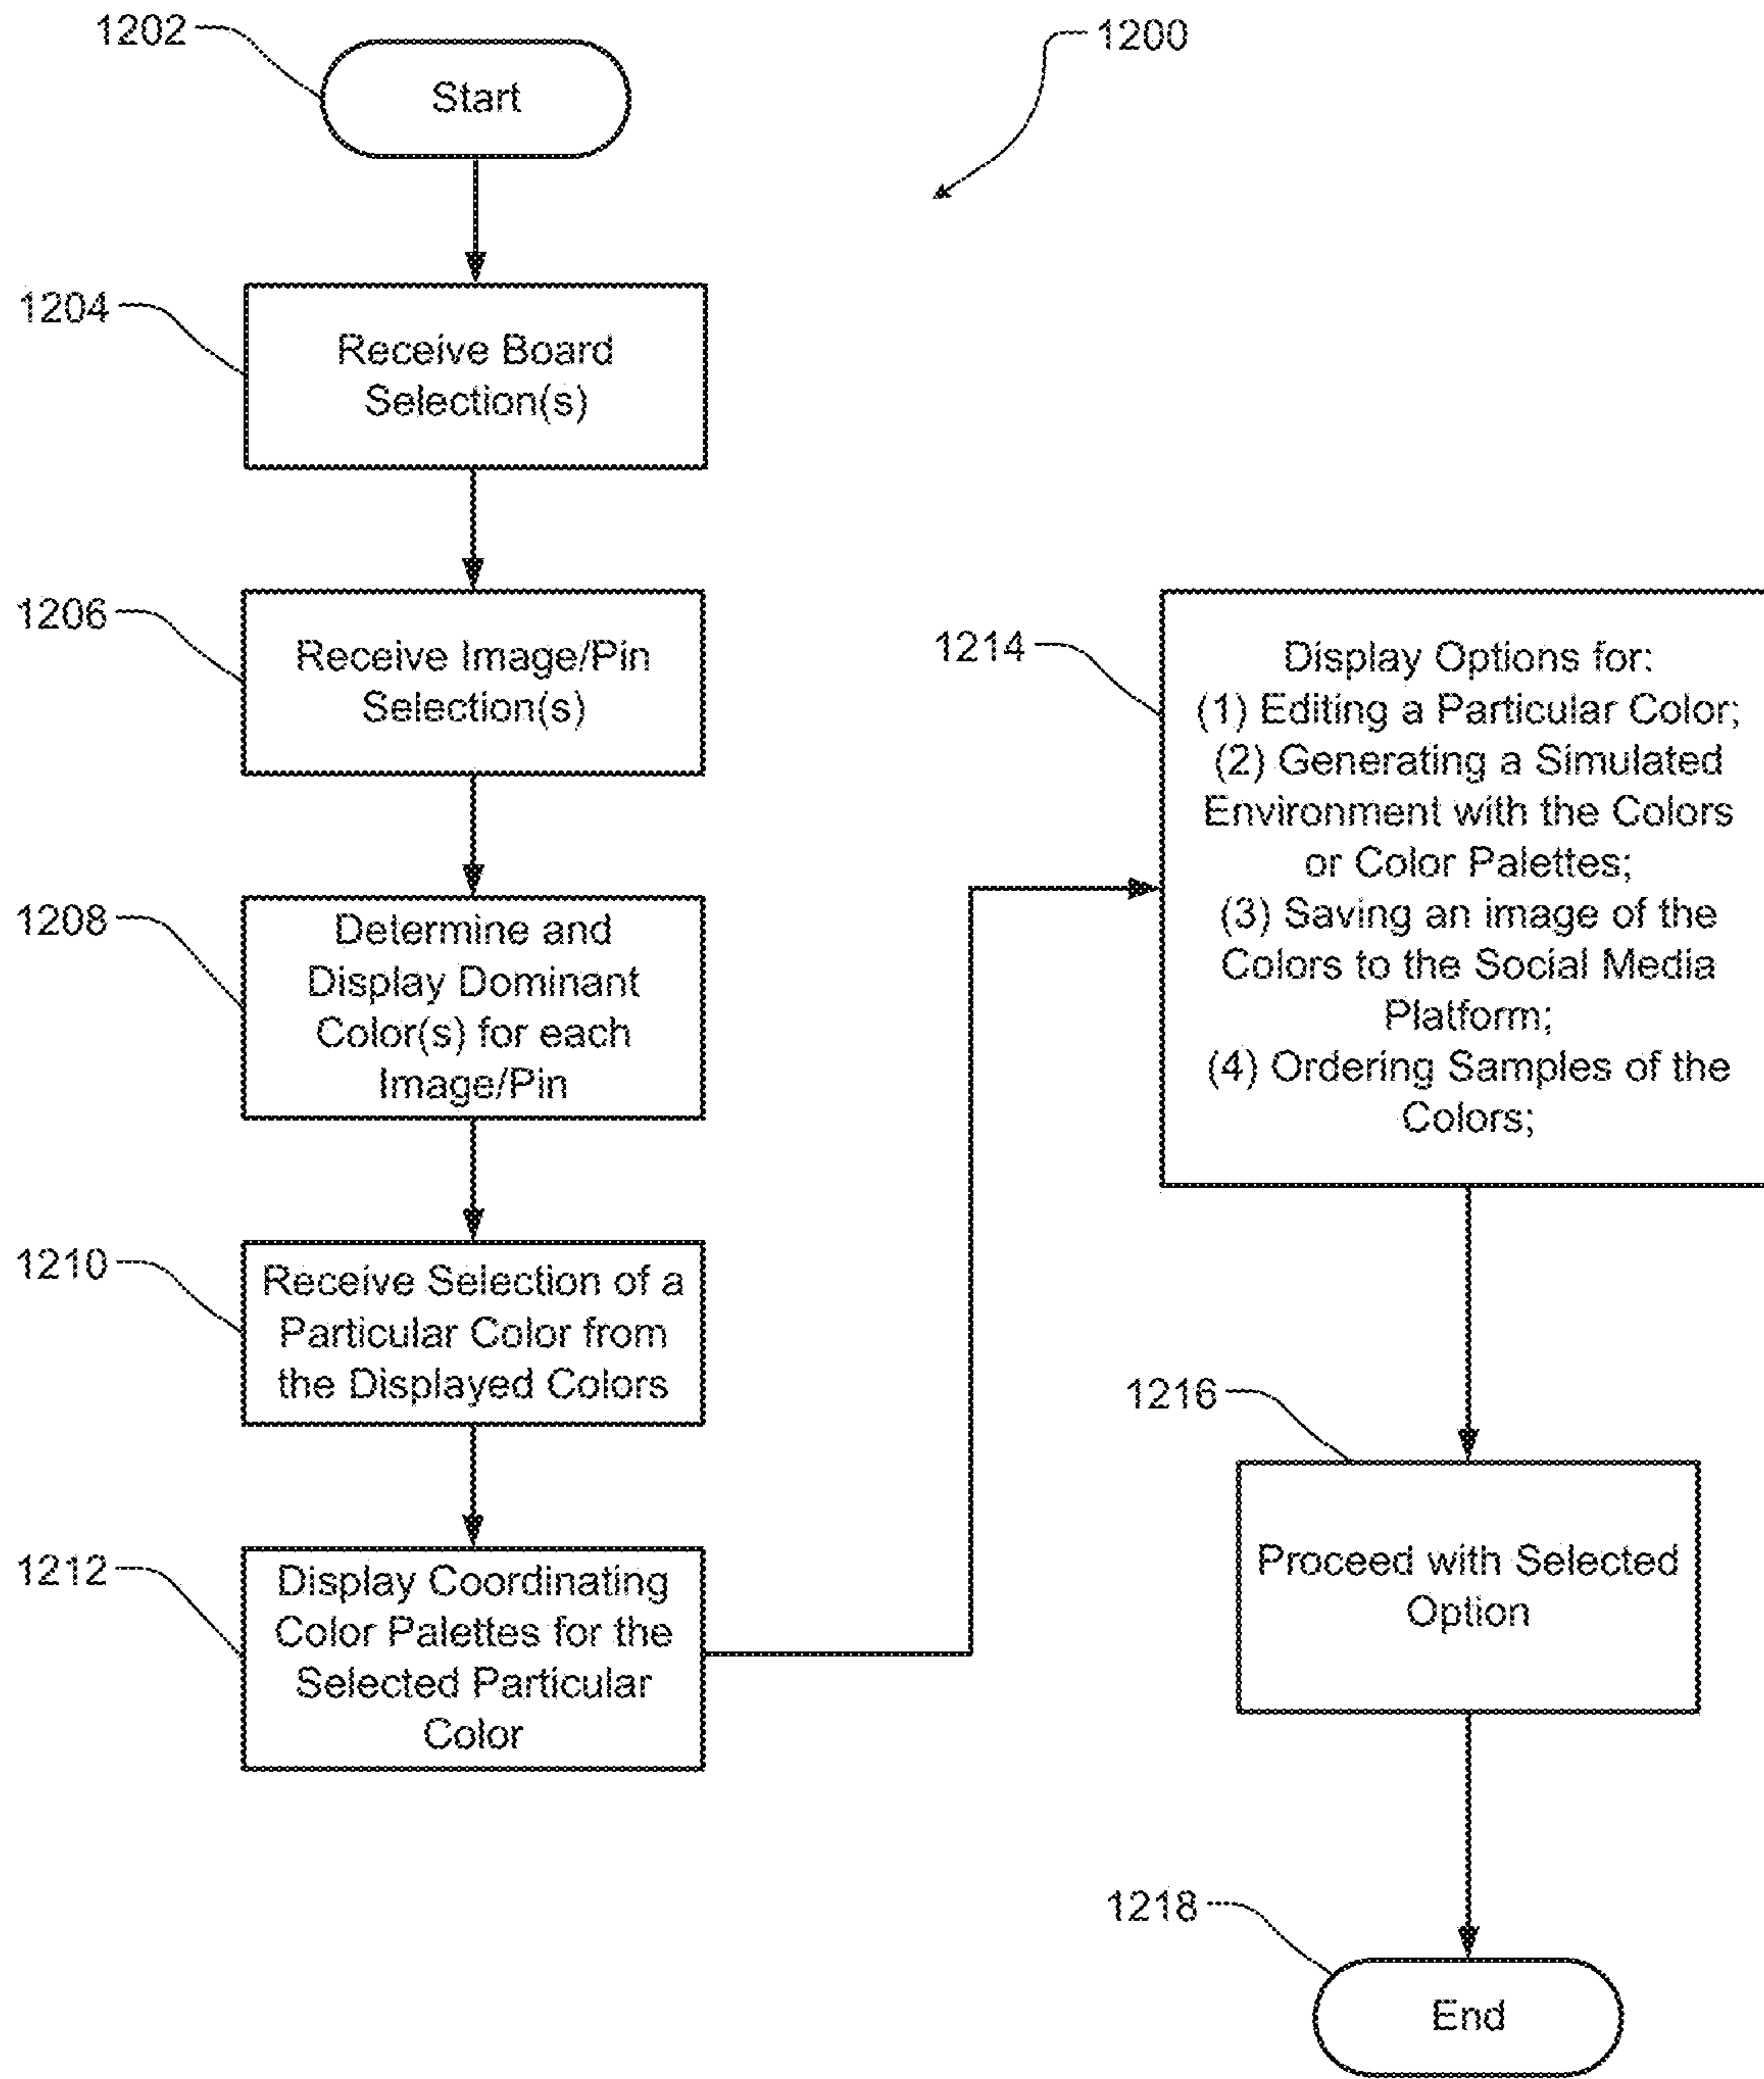 1202
Start
1200
1204
Receive Board
Selection(s)
1206
Receive Image/Pin
Selection(s)
1208
Determine and
Display Dominant
Color(s) for each
Image/Pin
1210
Receive Selection of a
Particular Color from
the Displayed Colors
1212
Display Coordinating
Color Palettes for the
Selected Particular
Color
1214
Display Options for:
(1) Editing a Particular Color;
(2) Generating a Simulated
Environment with the Colors
or Color Palettes;
(3) Saving an image of the
Colors to the Social Media
Platform;
(4) Ordering Samples of the
Colors;
1216
Proceed with Selected
Option
1218
End